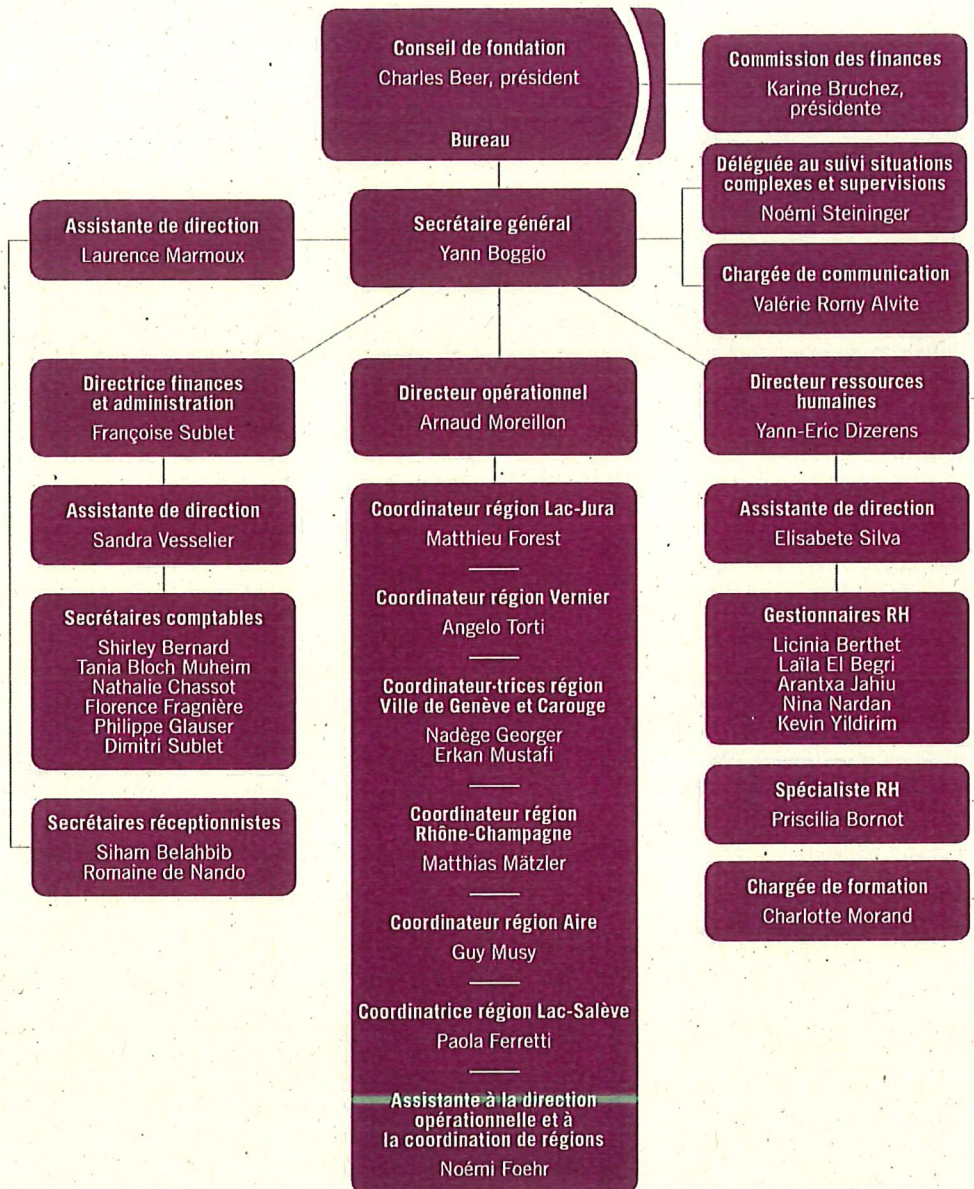 Conseil de fondation
Charles Beer, président
Bureau
Commission des finances
Karine Bruchez,
présidente
Déléguée au suivi situations
complexes et supervisions
Noémi Steininger
Assistante de direction
Laurence Marmoux
Secrétaire général
Yann Boggio
Chargée de communication
Valérie Romy Alvite
Directrice finances
et administration
Françoise Sublet
Directeur opérationnel
Arnaud Moreillon
Directeur ressources
humaines
Yann-Eric Dizerens
Assistante de direction
Sandra Vesselier
Secrétaires comptables
Shirley Bernard
Tania Bloch Muheim
Nathalie Chassot
Florence Fragnière
Philippe Glauser
Dimitri Sublet
Secrétaires réceptionnistes
Siham Belahbib
Romaine de Nando
Coordinateur région Lac-Jura
Matthieu Forest
Coordinateur région Vernier
Angelo Torti
Coordinateur·trices région
Ville de Genève et Carouge
Nadège Georger
Erkan Mustafi
Coordinateur région
Rhône-Champagne
Matthias Mätzler
Coordinateur région Aire
Guy Musy
Coordinatrice région Lac-Salève
Paola Ferretti
Assistante à la direction
opérationnelle et à
la coordination de régions
Noémi Foehr
Assistante de direction
Elisabete Silva
Gestionnaires RH
Licinia Berthet
Laïla El Begri
Arantxa Jahiu
Nina Nardan
Kevin Yildirim
Spécialiste RH
Priscilia Bornot
Chargée de formation
Charlotte Morand